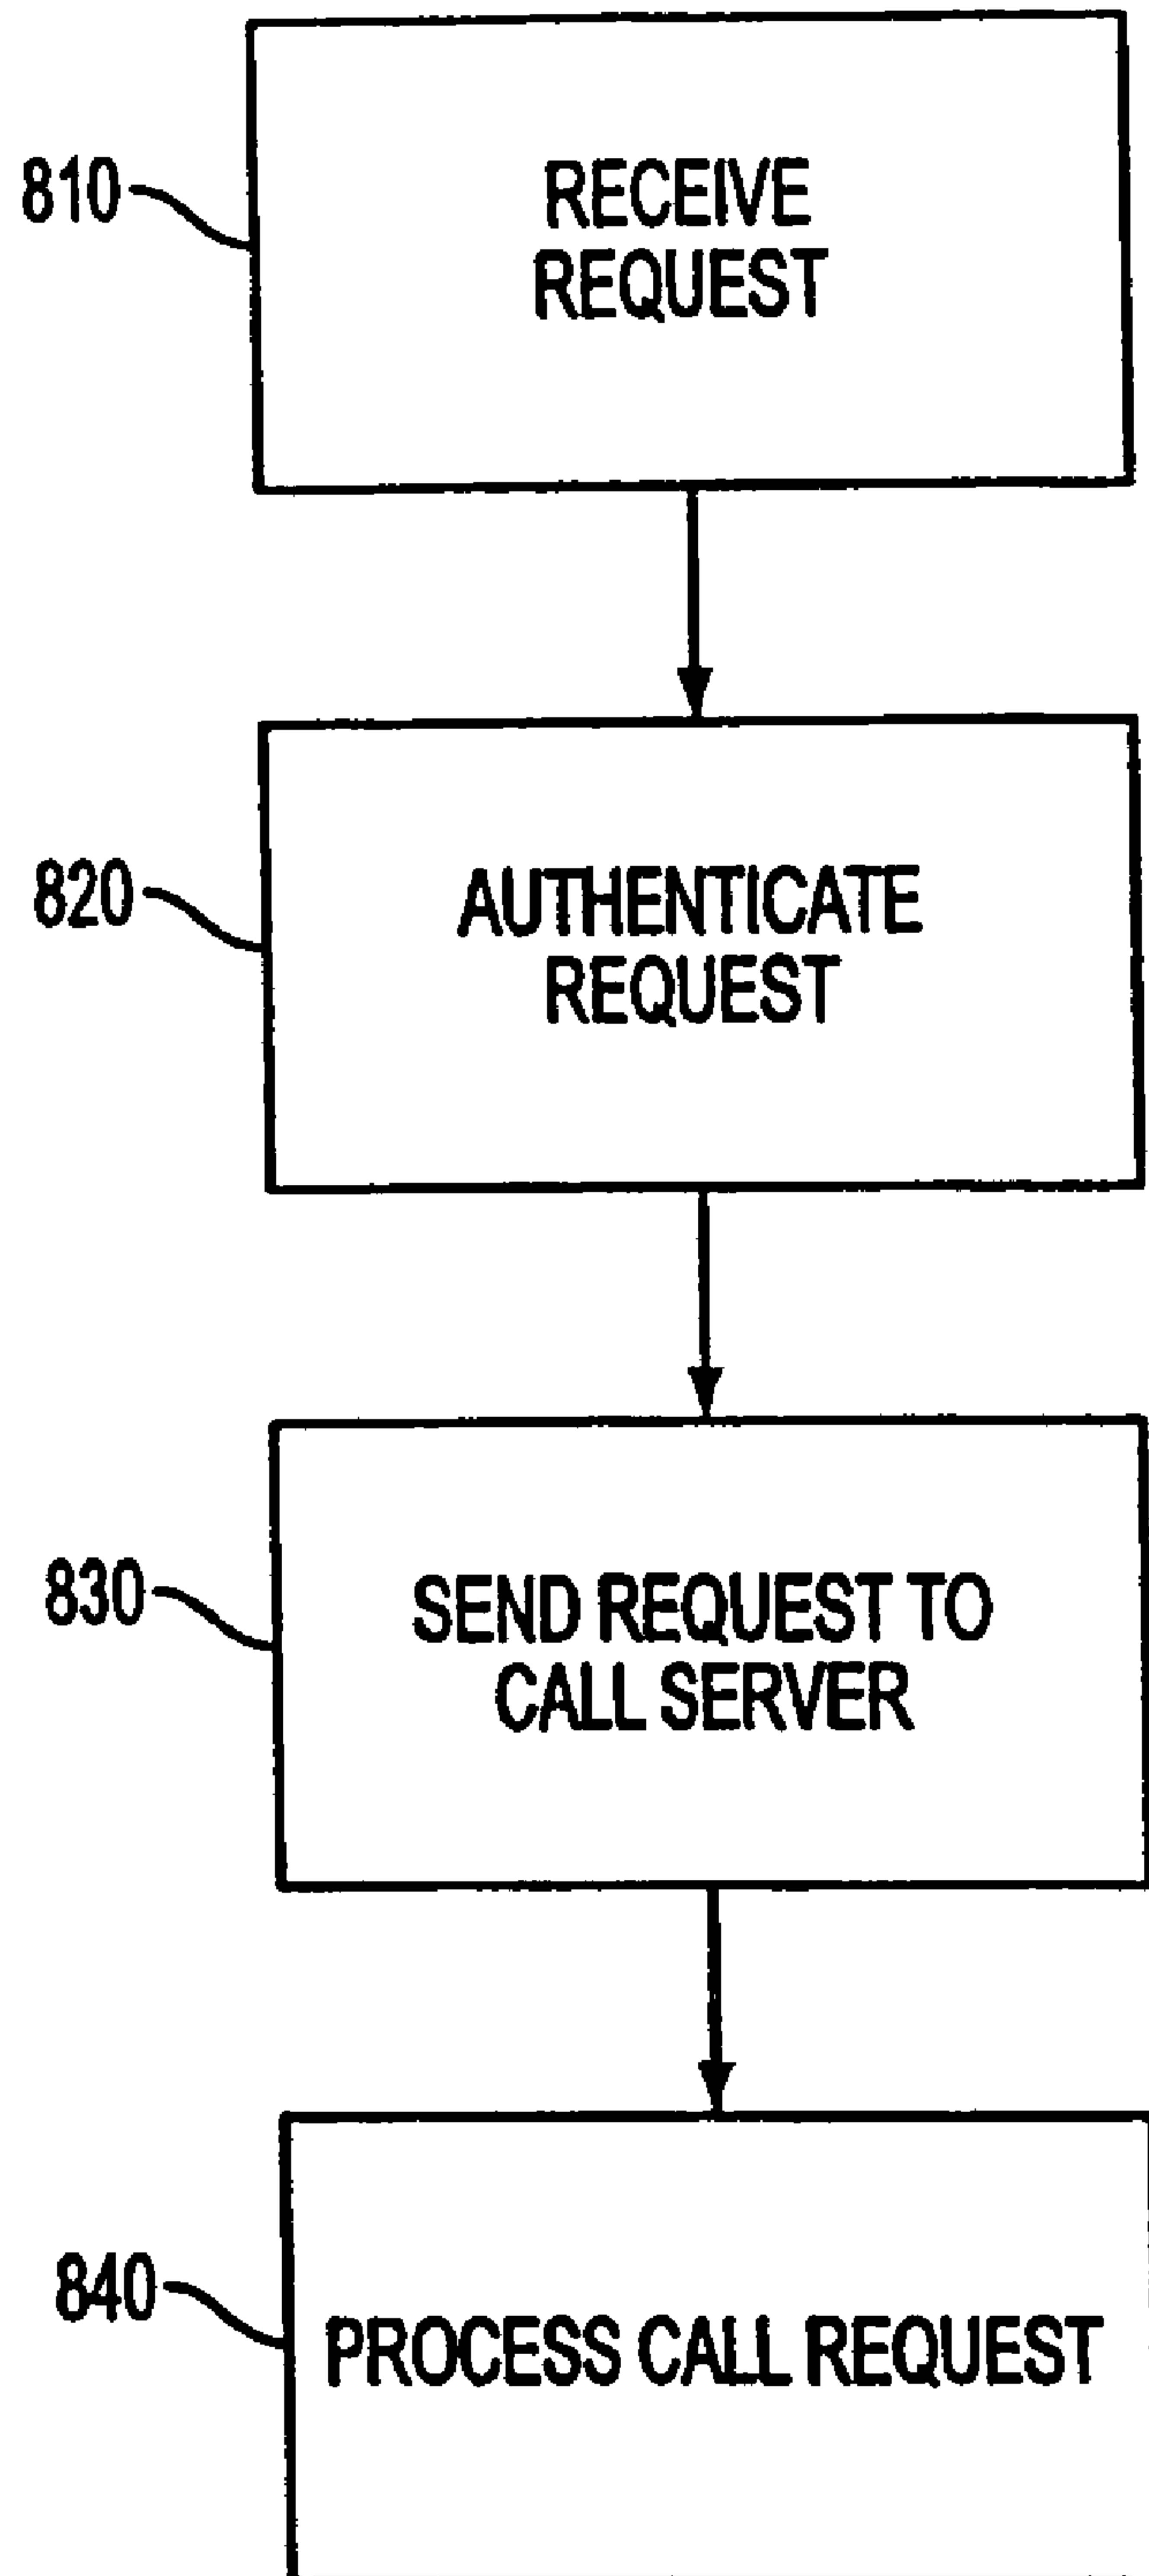 810
RECEIVE
REQUEST
820
AUTHENTICATE
REQUEST
830
SEND REQUEST TO
CALL SERVER
840
PROCESS CALL REQUEST